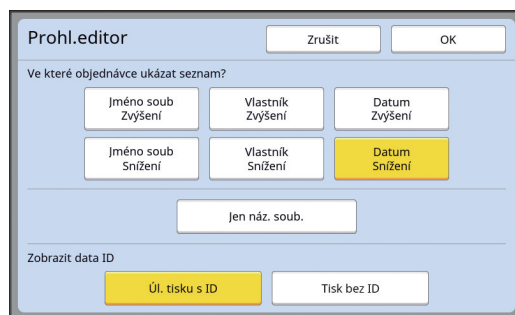 Prohl.editor
Zrušit
OK
Ve které objednávce ukázat seznam?
Jméno soub
Zvýšení
Vlastník
Zvýšení
Datum
Zvýšení
Jméno soub
Snížení
Vlastník
Snížení
Datum
Snížení
Jen náz. soub.
Zobrazit data ID
Úl. tisku s ID
Tisk bez ID